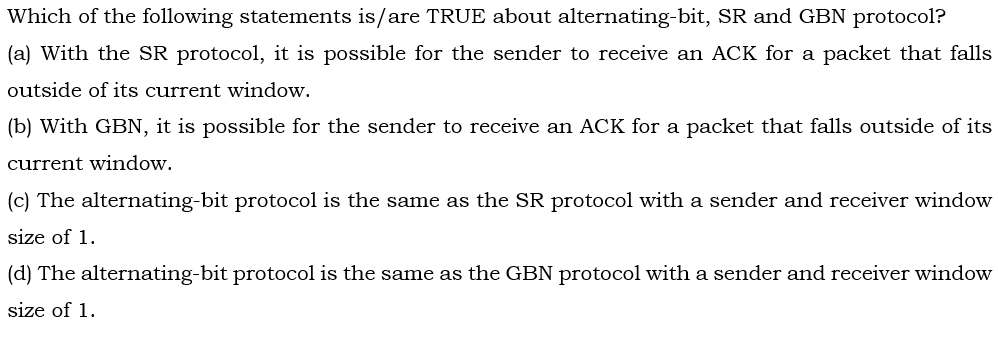 Which of the following statements is/are TRUE about alternating-bit, SR and GBN protocol?
(a) With the SR protocol, it is possible for the sender to receive an ACK for a packet that falls
outside of its current window.
(b) With GBN, it is possible for the sender to receive an ACK for a packet that falls outside of its
current window.
(c) The alternating-bit protocol is the same as the SR protocol with a sender and receiver window
size of 1.
(d) The alternating-bit protocol is the same as the GBN protocol with a sender and receiver window
size of 1.